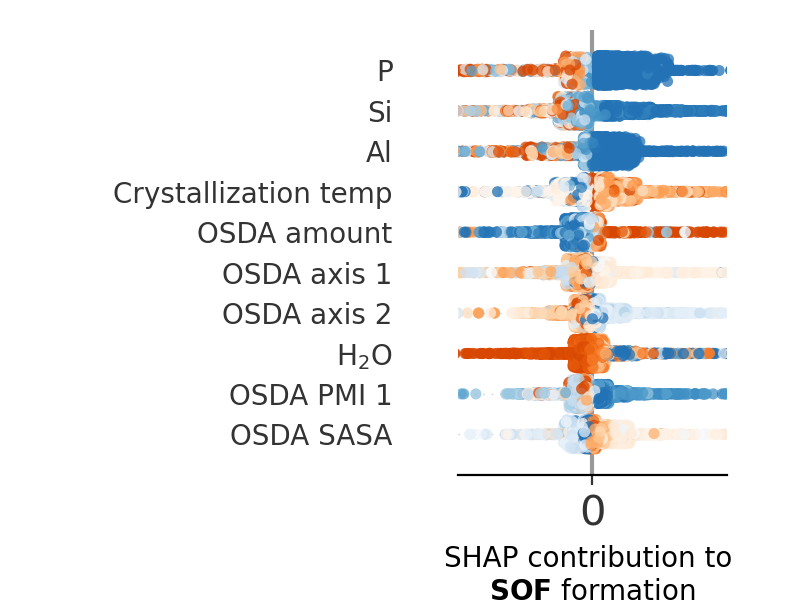 P
Si
Al
Crystallization temp
OSDA amount
OSDA axis 1
OSDA axis 2
H₂O
OSDA PMI 1
OSDA SASA
0
SHAP contribution to
SOF formation